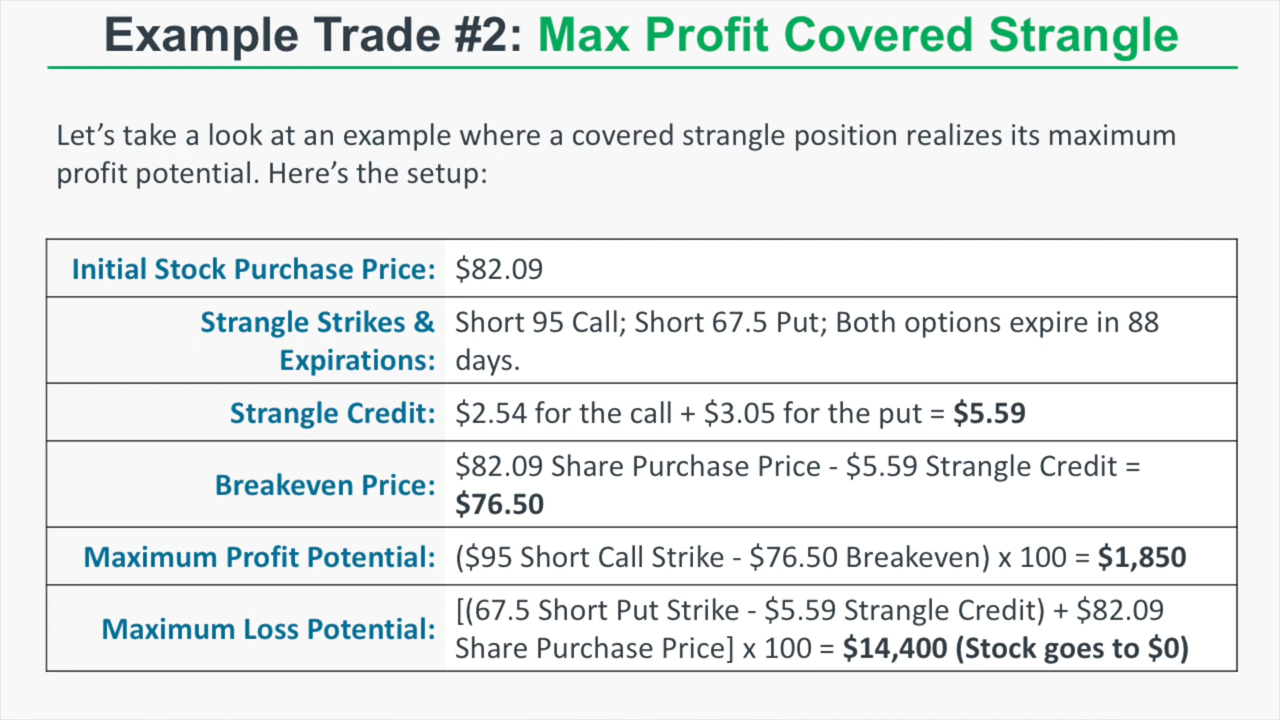 Example Trade #2: Max Profit Covered Strangle
Let’s take a look at an example where a covered strangle position realizes its maximum
profit potential. Here’s the setup:
Initial Stock Purchase Price: $82.09
Strangle Strikes &
Expirations:
Short 95 Call; Short 67.5 Put; Both options expire in 88
days.
Strangle Credit: $2.54 for the call + $3.05 for the put = $5.59
Breakeven Price:
$82.09 Share Purchase Price - $5.59 Strangle Credit =
$76.50
Maximum Profit Potential: ($95 Short Call Strike - $76.50 Breakeven) x 100 = $1,850
Maximum Loss Potential:
[(67.5 Short Put Strike - $5.59 Strangle Credit) + $82.09
Share Purchase Price] x 100 = $14,400 (Stock goes to $0)